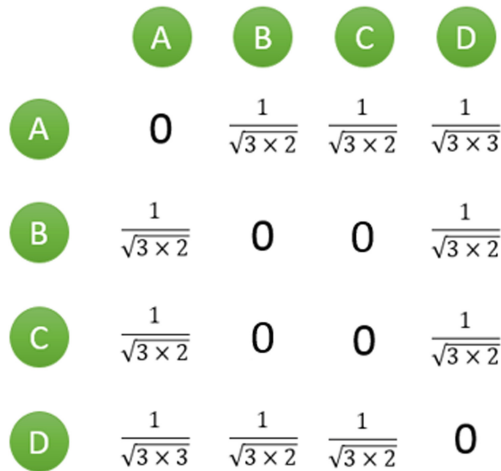 A B C D
A 0 1/√(3 × 2) 1/√(3 × 2) 1/√(3 × 3)
B 1/√(3 × 2) 0 0 1/√(3 × 2)
C 1/√(3 × 2) 0 0 1/√(3 × 2)
D 1/√(3 × 3) 1/√(3 × 2) 1/√(3 × 2) 0